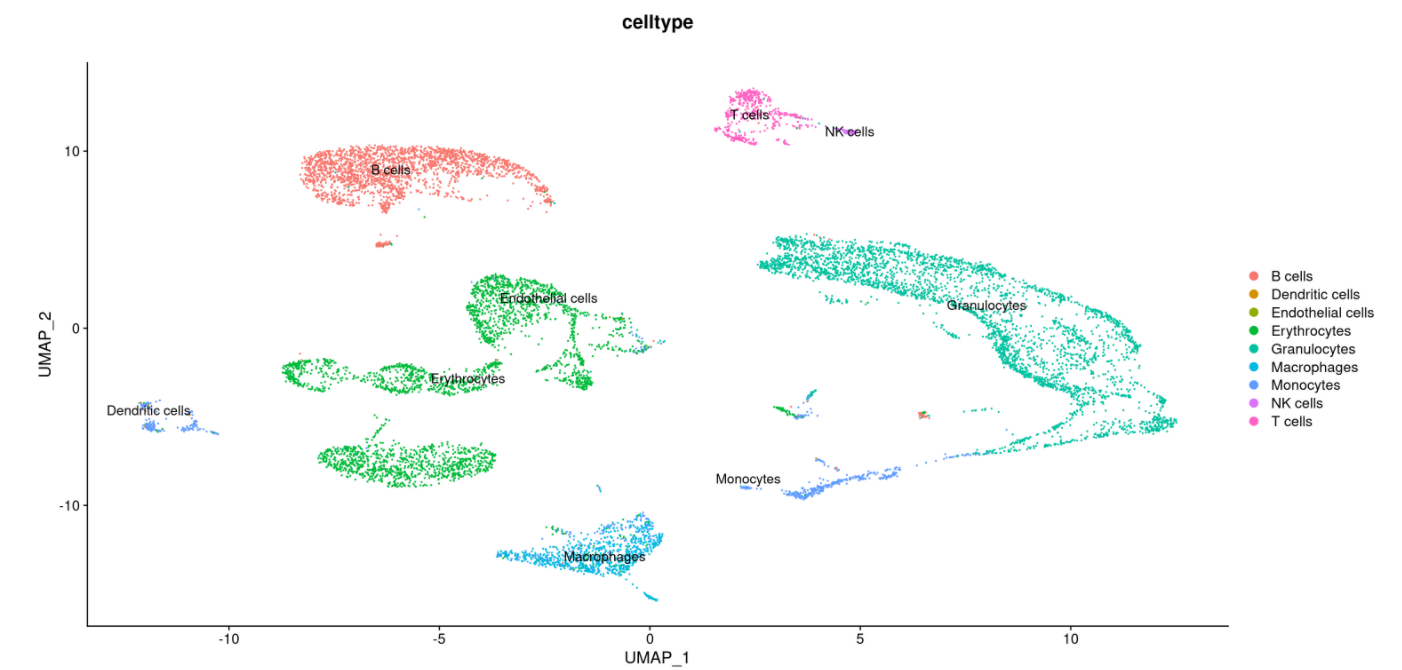 celltype
T cells
NK cells
B cells
Endothelial cells
Granulocytes
Erythrocytes
Dendritic cells
Monocytes
Macrophages
UMAP_2
10
0
-10
-10
-5
0
5
10
UMAP_1
B cells
Dendritic cells
Endothelial cells
Erythrocytes
Granulocytes
Macrophages
Monocytes
NK cells
T cells